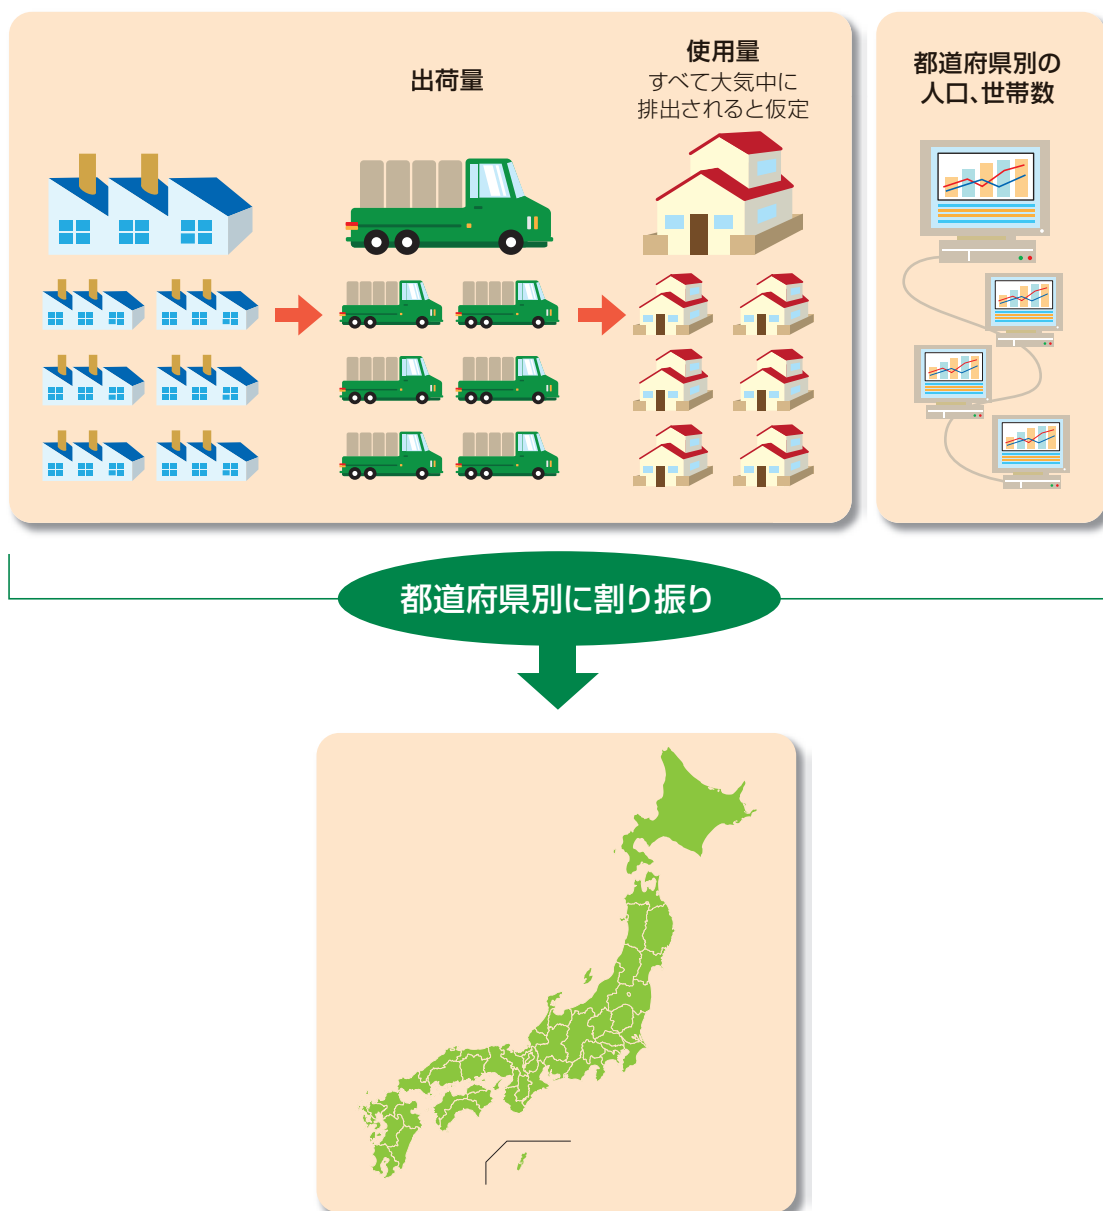 出荷量
使用量
すべて大気中に
排出されると仮定
都道府県別の
人口、世帯数
都道府県別に割り振り